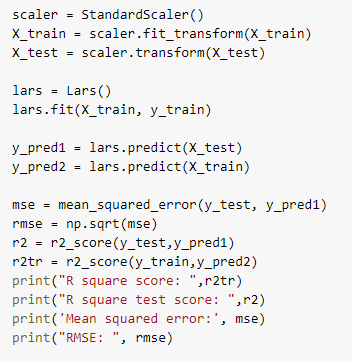 scaler = StandardScaler()
X_train = scaler.fit_transform(X_train)
X_test = scaler.transform(X_test)
lars = Lars()
lars.fit(X_train, y_train)
y_pred1 = lars.predict(X_test)
y_pred2 = lars.predict(X_train)
mse = mean_squared_error(y_test, y_pred1)
rmse = np.sqrt(mse)
r2 = r2_score(y_test,y_pred1)
r2tr = r2_score(y_train,y_pred2)
print("R square score: ",r2tr)
print("R square test score: ",r2)
print('Mean squared error:', mse)
print("RMSE: ", rmse)